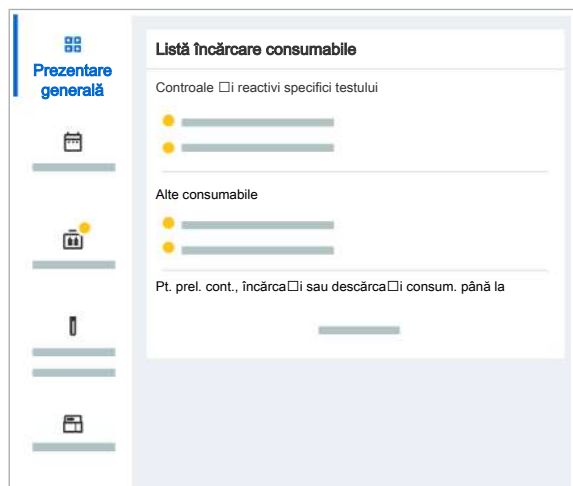 Prezentare
generală
Listă încărcare consumabile
Controale □i reactivi specifici testului
Alte consumabile
Pt. prel. cont., încărca□i sau descărca□i consum. până la